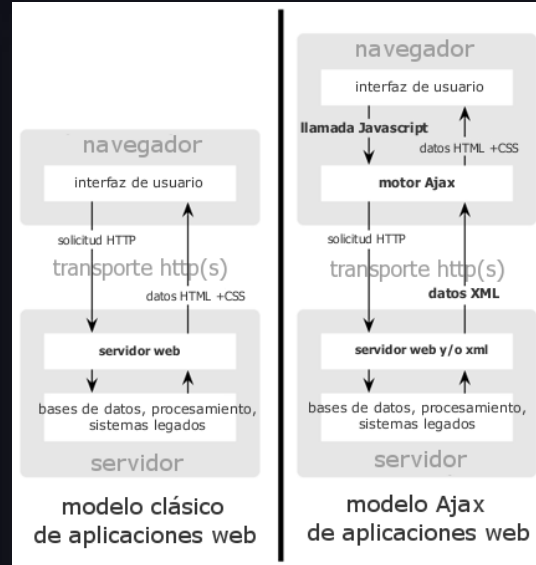 navegador
interfaz de usuario
solicitud HTTP
transporte http(s)
datos HTML +CSS
servidor web
bases de datos, procesamiento,
sistemas legados
servidor
modelo clásico
de aplicaciones web
navegador
interfaz de usuario
llamada Javascript
datos HTML +CSS
motor Ajax
solicitud HTTP
transporte http(s)
datos XML
servidor web y/o xml
bases de datos, procesamiento,
sistemas legados
servidor
modelo Ajax
de aplicaciones web